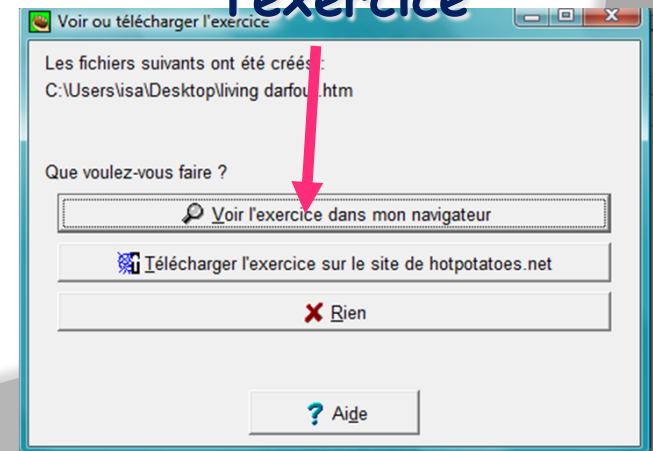 l'exercice
Voir ou télécharger l'exercice
Les fichiers suivants ont été créés :
C:\Users\isa\Desktop\living darfour.htm
Que voulez-vous faire ?
Voir l'exercice dans mon navigateur
Télécharger l'exercice sur le site de hotpotatoes.net
Rien
Aide